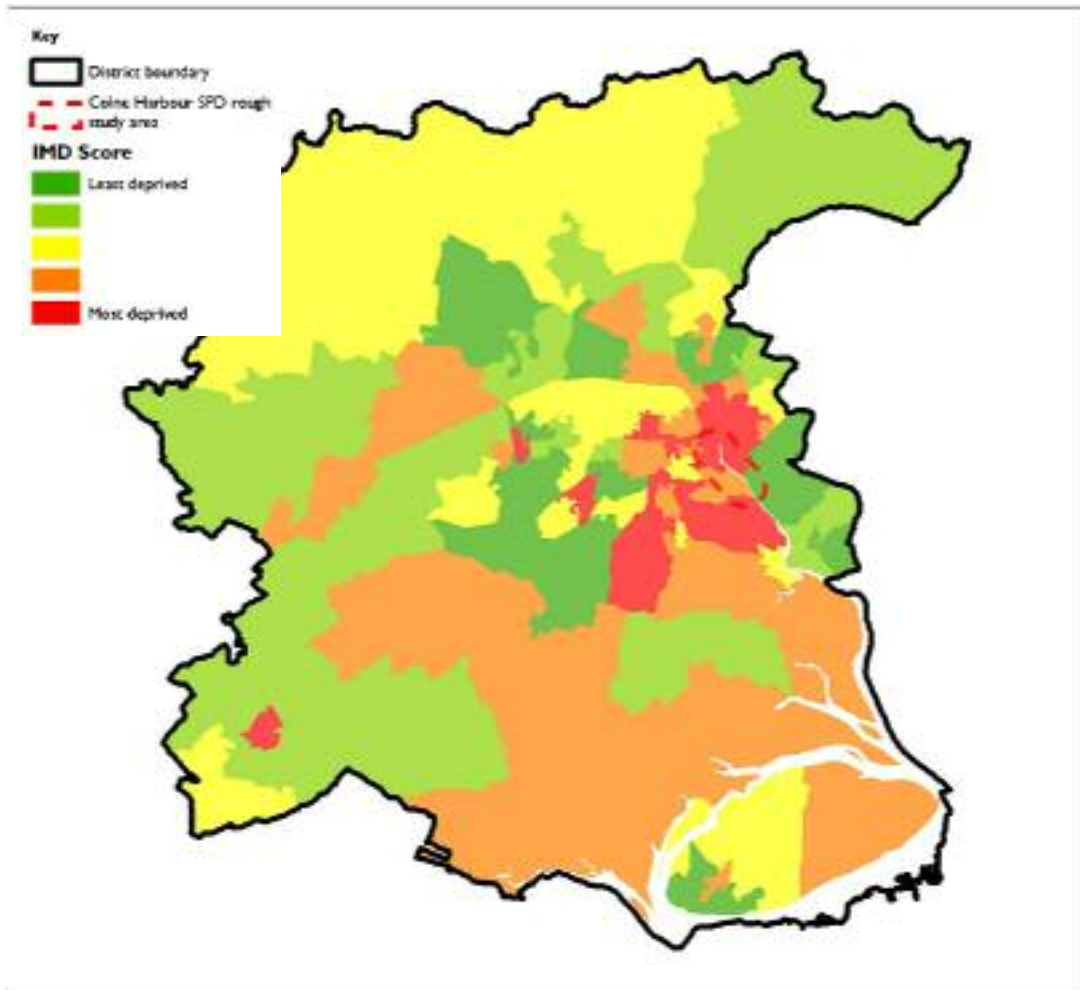 Key
District boundary
Colne Harbour SPD rough
study area
IMD Score
Least deprived
Most deprived